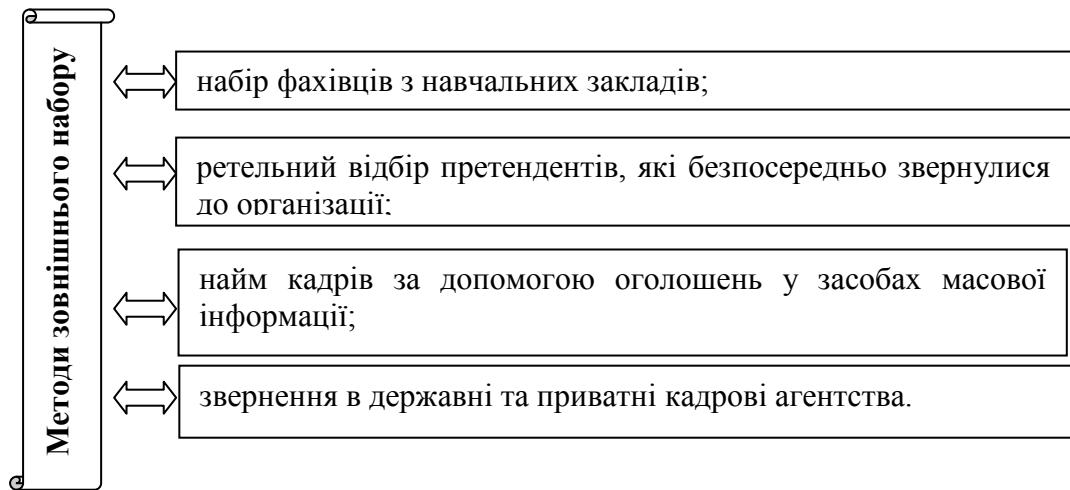 Методи зовнішнього набору
набір фахівців з навчальних закладів;
ретельний відбір претендентів, які безпосередньо звернулися
до організації;
найм кадрів за допомогою оголошень у засобах масової
інформації;
звернення в державні та приватні кадрові агентства.